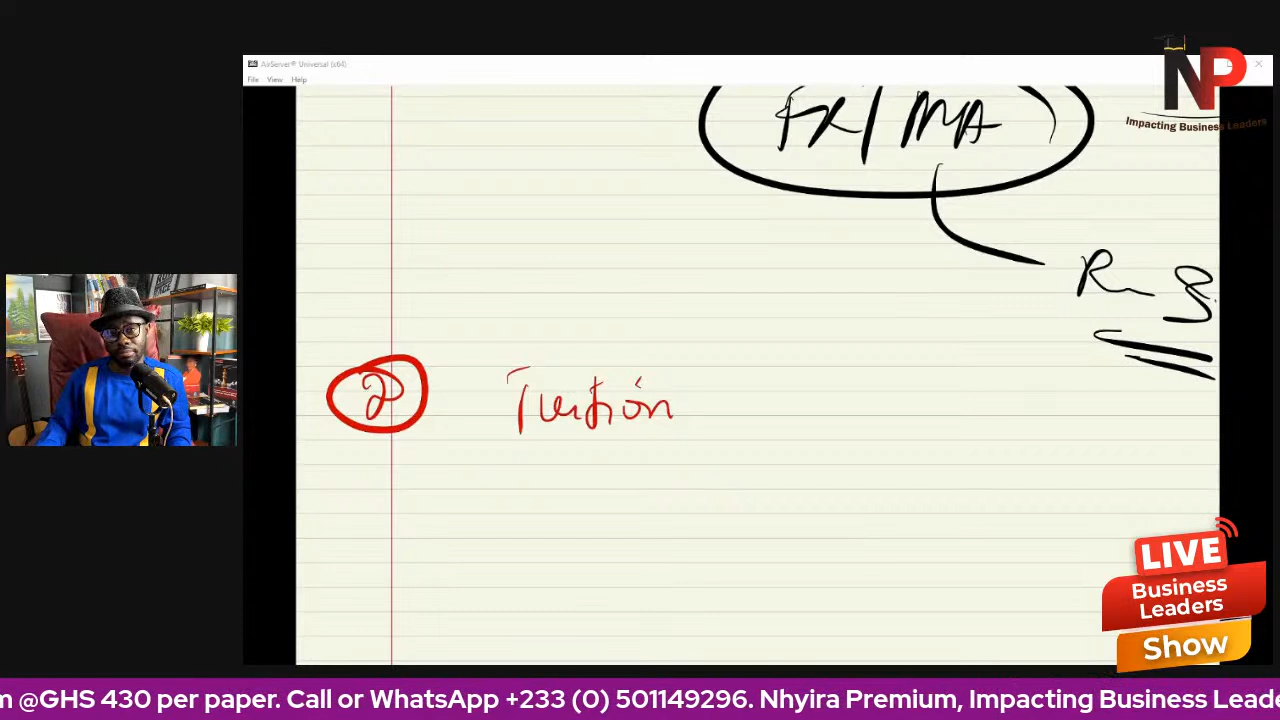 AirServer® Universal (x64)
File View Help
NP
Impacting Business Leaders
FR/MA
② Tuition
LIVE
Business
Leaders
Show
m @GHS 430 per paper. Call or WhatsApp +233 (0) 501149296. Nhyira Premium, Impacting Business Leade